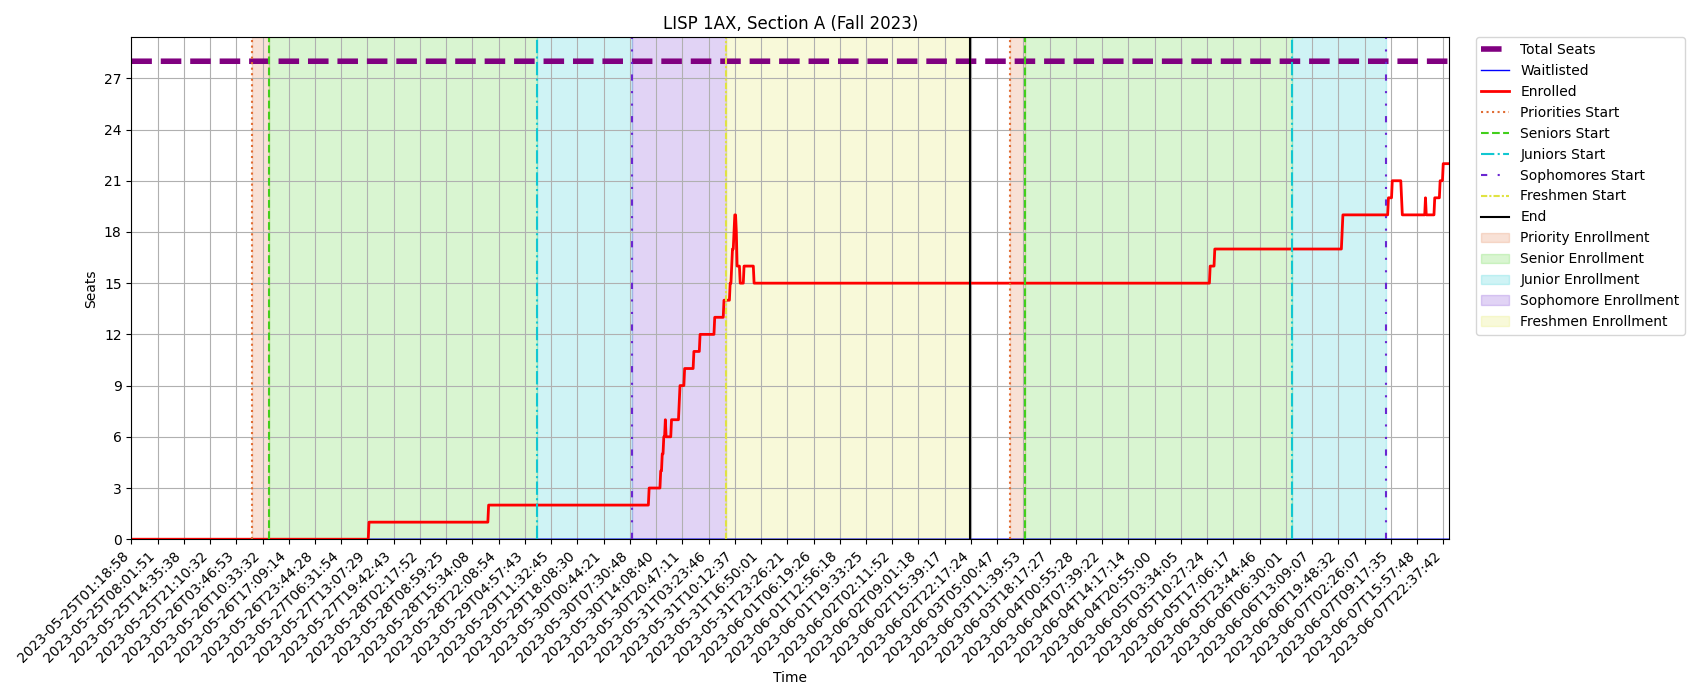 LISP 1AX, Section A (Fall 2023)
Seats
27
24
21
18
15
12
9
6
3
0
2023-05-25T01:18:58
2023-05-25T08:01:51
2023-05-25T14:35:38
2023-05-25T21:10:32
2023-05-26T03:46:53
2023-05-26T10:33:32
2023-05-26T17:09:14
2023-05-26T23:44:28
2023-05-27T06:31:54
2023-05-27T13:07:29
2023-05-27T19:42:43
2023-05-28T02:17:52
2023-05-28T08:59:25
2023-05-28T15:34:08
2023-05-28T22:08:54
2023-05-29T04:57:43
2023-05-29T11:32:45
2023-05-29T18:08:30
2023-05-30T00:44:21
2023-05-30T07:30:48
2023-05-30T14:08:40
2023-05-30T20:47:11
2023-05-31T03:23:46
2023-05-31T10:12:37
2023-05-31T16:50:01
2023-05-31T23:26:21
2023-06-01T06:19:26
2023-06-01T12:56:18
2023-06-01T19:33:25
2023-06-02T02:11:52
2023-06-02T09:01:18
2023-06-02T15:39:17
2023-06-02T22:17:24
2023-06-03T05:00:47
2023-06-03T11:39:53
2023-06-03T18:17:27
2023-06-04T00:55:28
2023-06-04T07:39:22
2023-06-04T14:17:14
2023-06-04T20:55:00
2023-06-05T03:34:05
2023-06-05T10:27:24
2023-06-05T17:06:17
2023-06-05T23:44:46
2023-06-06T06:30:01
2023-06-06T13:09:07
2023-06-06T19:48:32
2023-06-07T02:26:07
2023-06-07T09:17:35
2023-06-07T15:57:48
2023-06-07T22:37:42
Time
Total Seats
Waitlisted
Enrolled
Priorities Start
Seniors Start
Juniors Start
Sophomores Start
Freshmen Start
End
Priority Enrollment
Senior Enrollment
Junior Enrollment
Sophomore Enrollment
Freshmen Enrollment